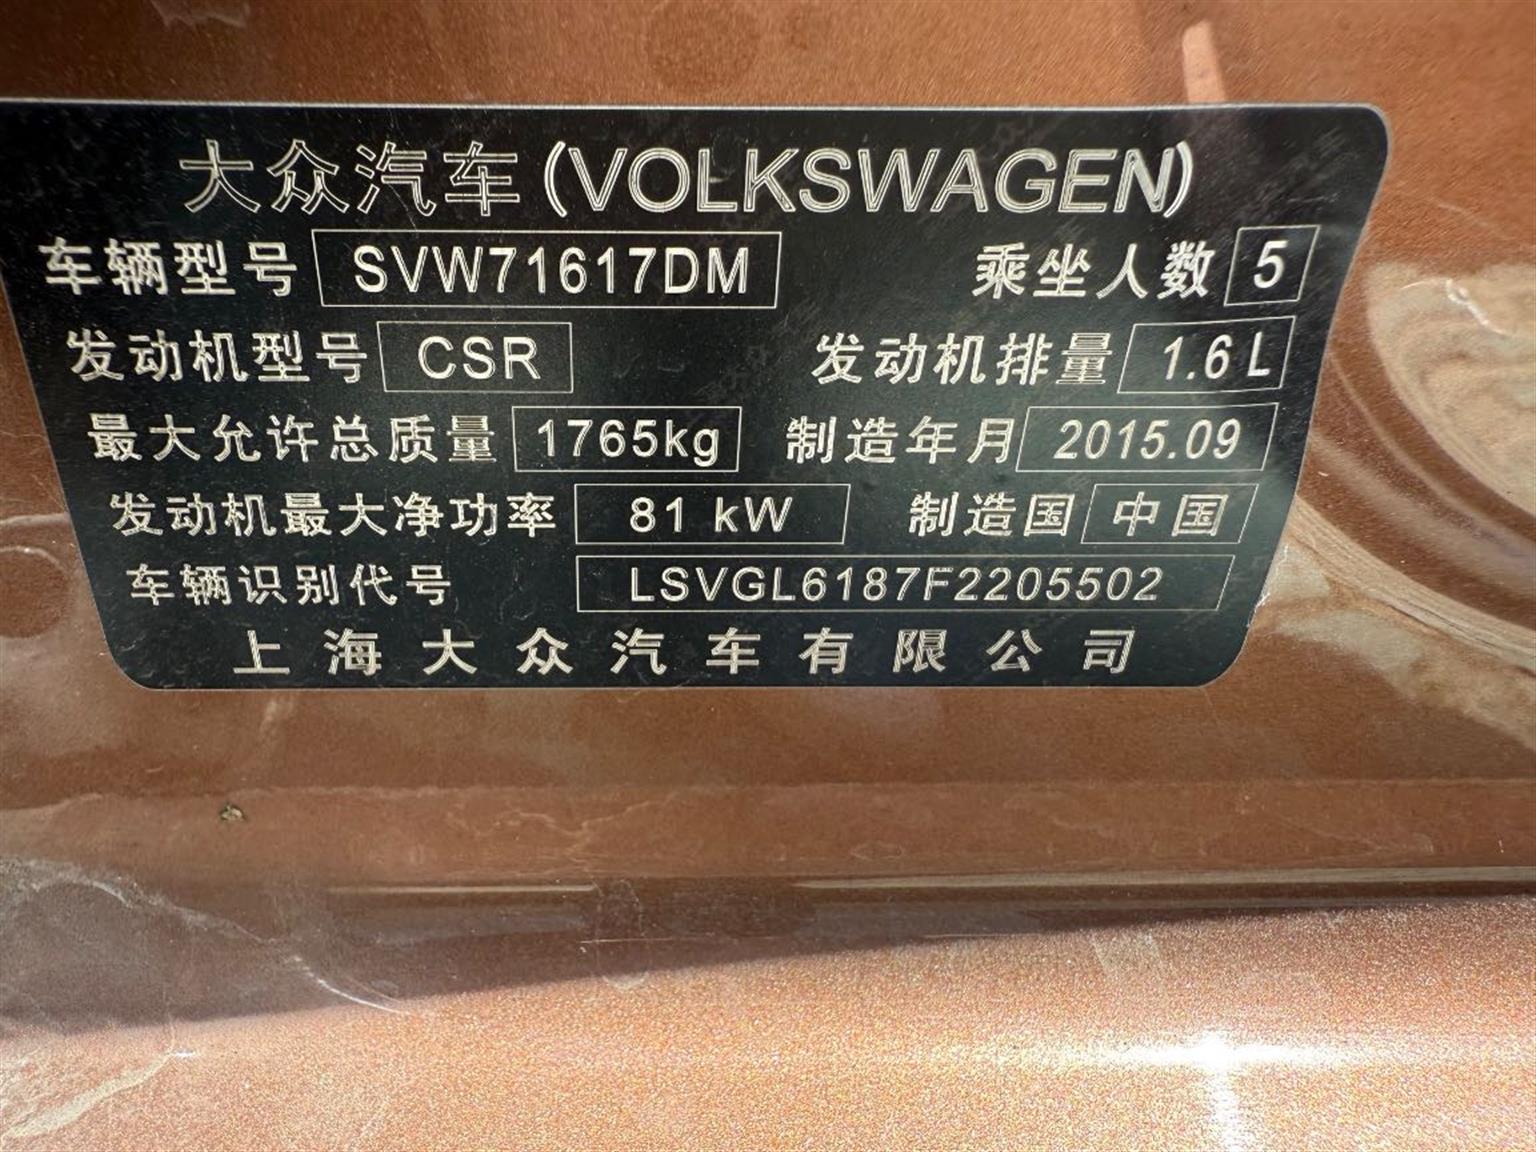 大众汽车(VOLKSWAGEN)
车辆型号 SVW71617DM 乘坐人数 5
发动机型号 CSR 发动机排量 1.6L
最大允许总质量 1765kg 制造年月 2015.09
发动机最大净功率 81 kW 制造国 中国
车辆识别代号 LSVGL6187F2205502
上海大众汽车有限公司